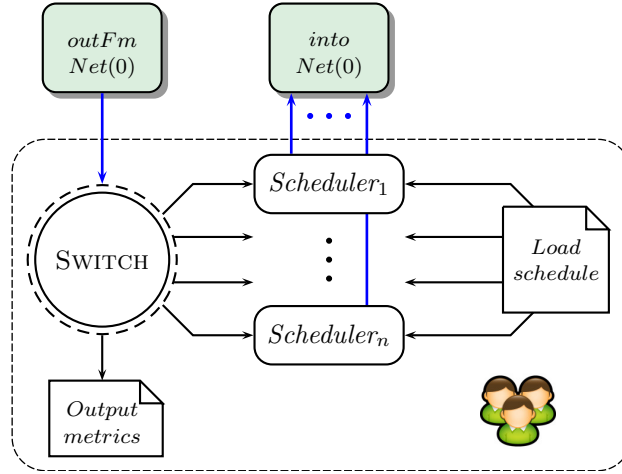 outFm
Net(0)
into
Net(0)
Scheduler₁
SWITCH
Load
schedule
Schedulerₙ
Output
metrics